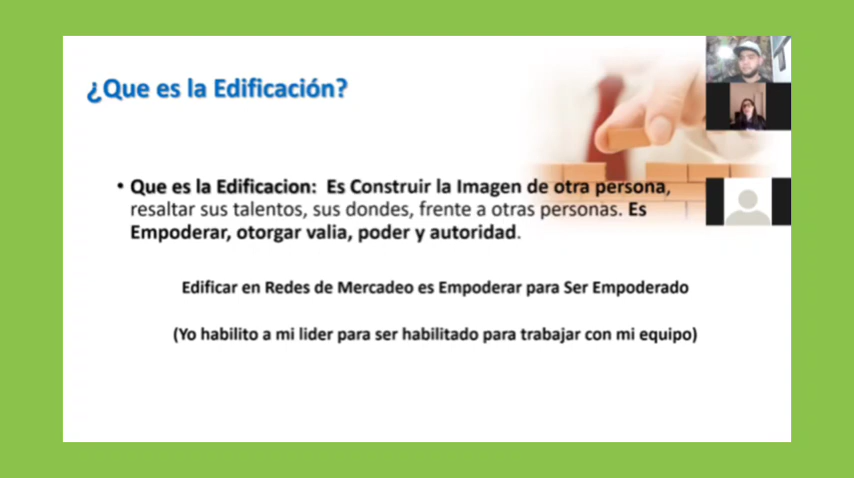 ¿Que es la Edificación?
• Que es la Edificacion: Es Construir la Imagen de otra persona,
resaltar sus talentos, sus dondes, frente a otras personas. Es
Empoderar, otorgar valia, poder y autoridad.
Edificar en Redes de Mercadeo es Empoderar para Ser Empoderado
(Yo habilito a mi lider para ser habilitado para trabajar con mi equipo)